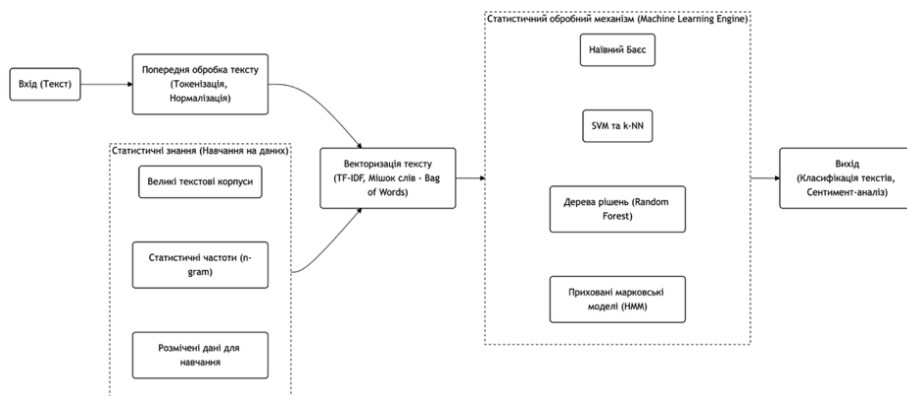 Вхід (Текст)
Попередня обробка тексту
(Токенізація,
Нормалізація)
Статистичні знання (Навчання на даних)
Великі текстові корпуси
Статистичні частоти (n-
gram)
Розмічені дані для
навчання
Векторизація тексту
(TF-IDF, Мішок слів - Bag
of Words)
Статистичний обробний механізм (Machine Learning Engine)
Наївний Баєс
SVM та k-NN
Дерева рішень (Random
Forest)
Приховані марковські
моделі (HMM)
Вихід
(Класифікація текстів,
Сентимент-аналіз)